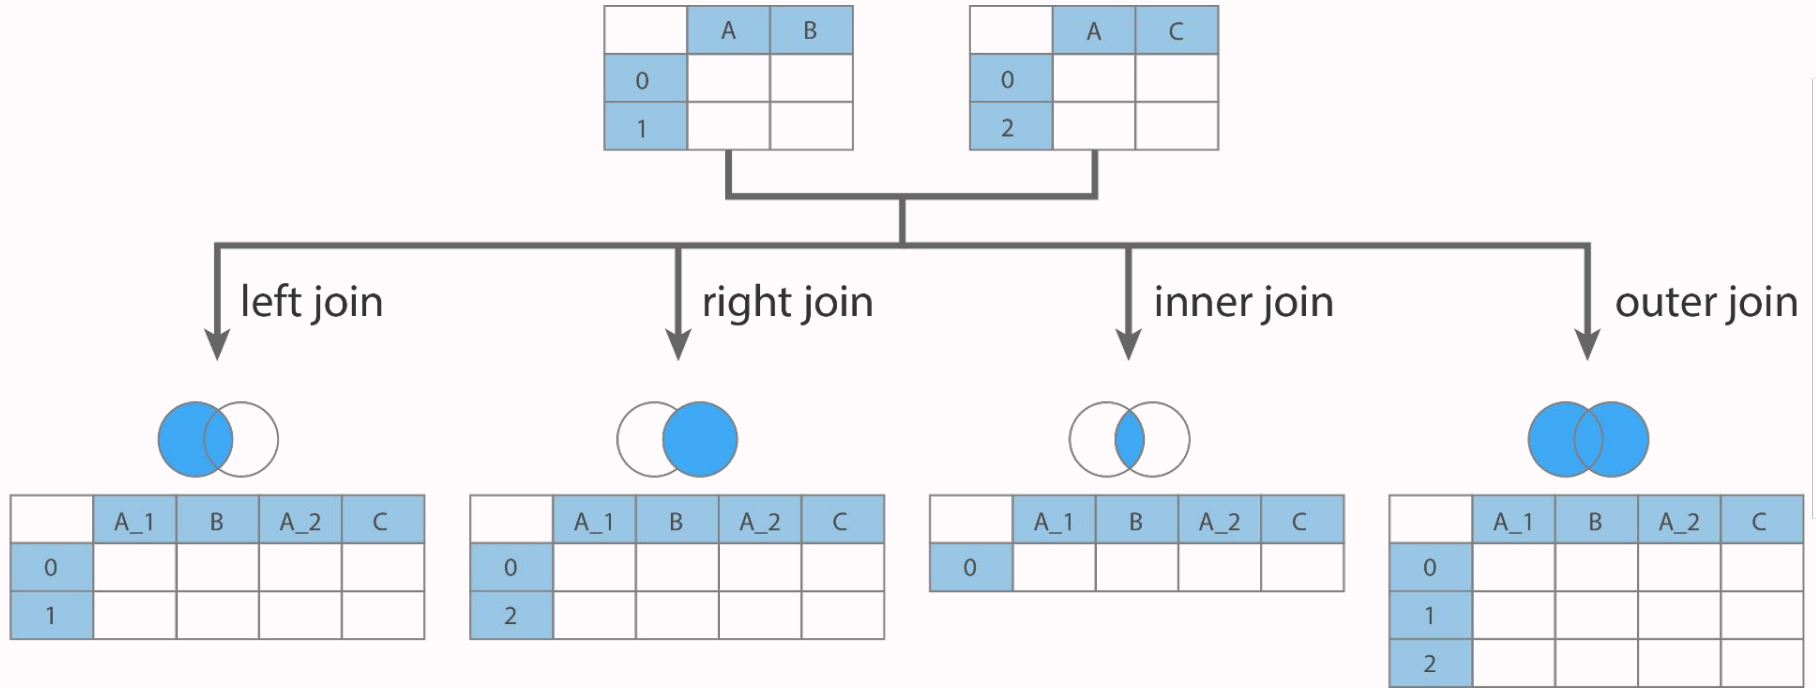 A B
0
1
A C
0
2
left join
right join
inner join
outer join
A_1 B A_2 C
0
1
A_1 B A_2 C
0
2
A_1 B A_2 C
0
A_1 B A_2 C
0
1
2